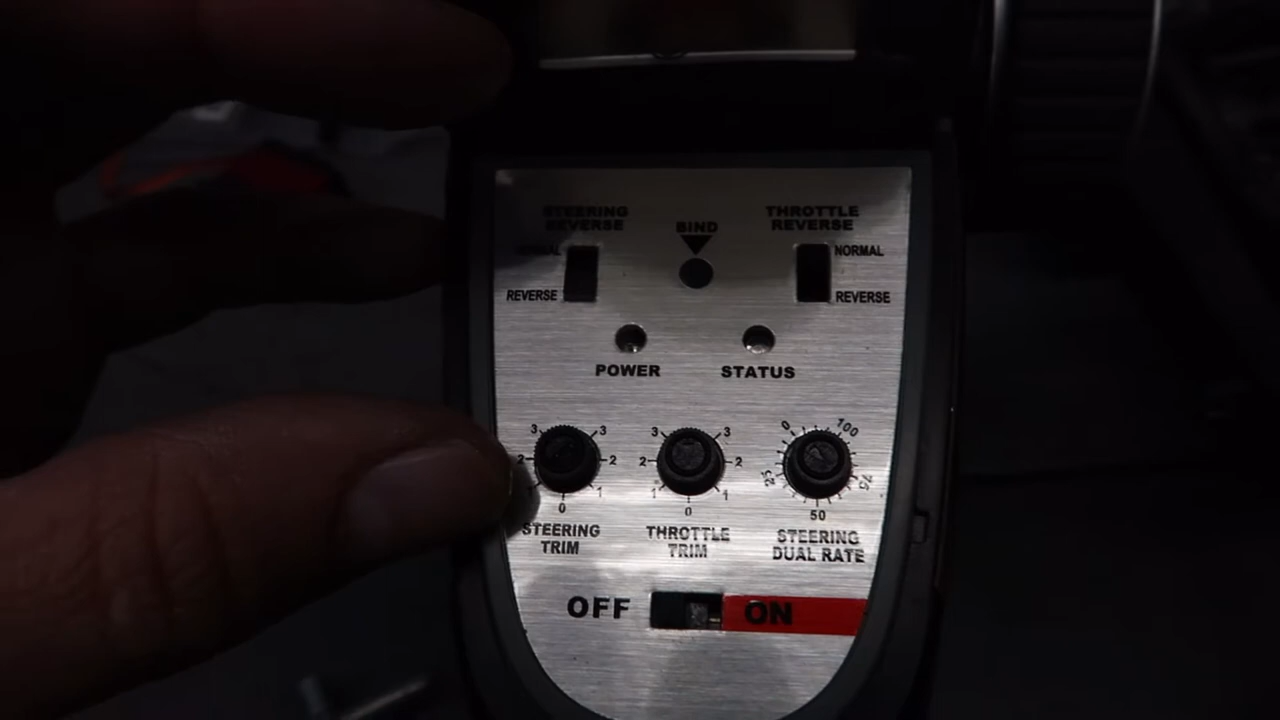 STEERING
REVERSE
BIND
THROTTLE
REVERSE
NORMAL
REVERSE
REVERSE
POWER
STATUS
3 3
2 2
1
0
3 3
2 2
1 1
0
0 100
25 75
50
STEERING
TRIM
THROTTLE
TRIM
STEERING
DUAL RATE
OFF
ON